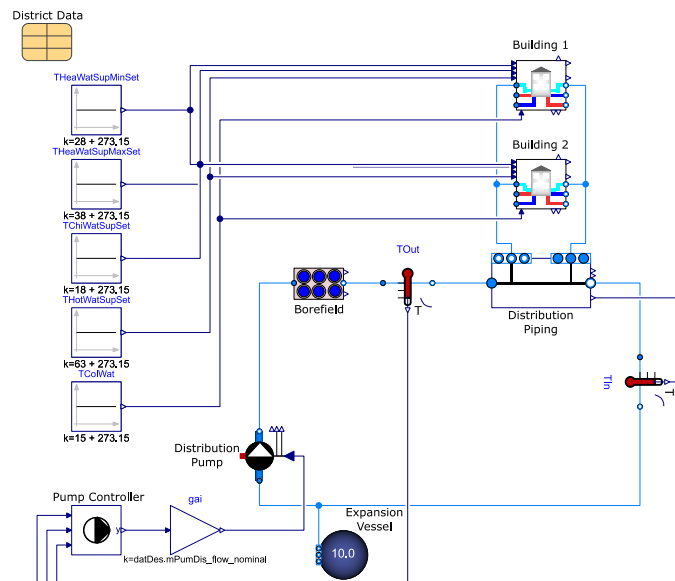 District Data
Building 1
THeaWatSupMinSet
k=28 + 273.15
THeaWatSupMaxSet
k=38 + 273.15
Building 2
TChiWatSupSet
k=18 + 273.15
TOut
T
Borefield
Distribution
Piping
THotWatSupSet
k=63 + 273.15
TIn
T
TColWat
k=15 + 273.15
Distribution
Pump
Pump Controller
y
gai
k=datDes.mPumDis_flow_nominal
Expansion
Vessel
10.0